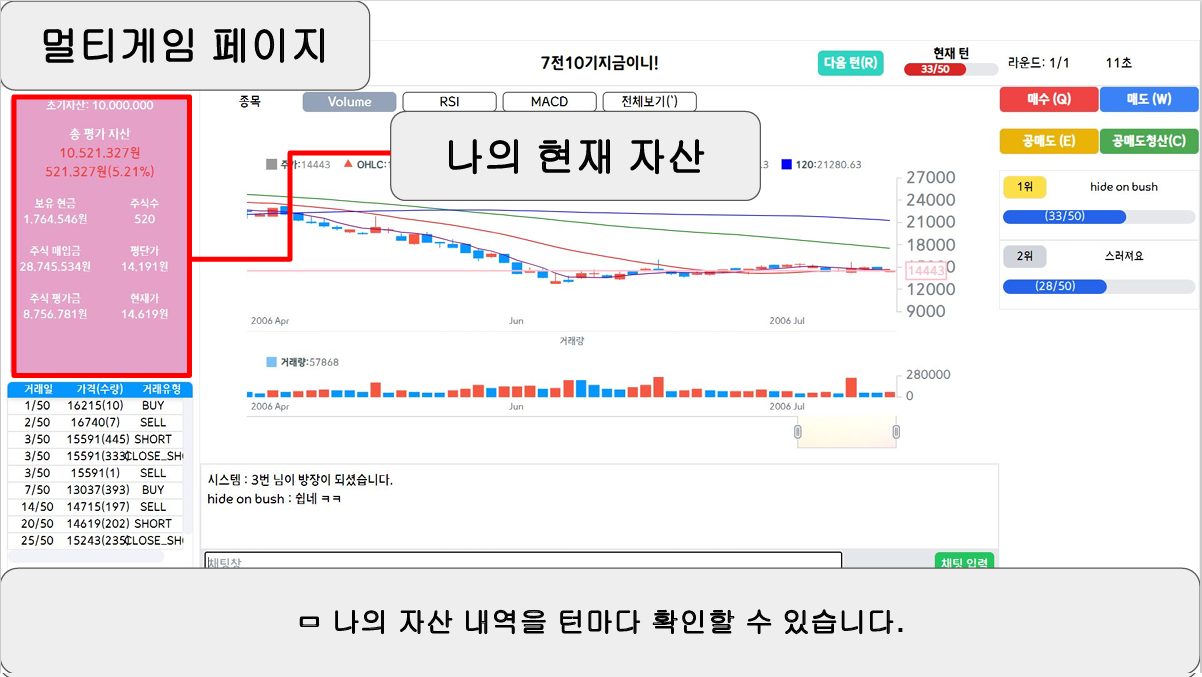 멀티게임 페이지
7전10기지금이니!
다음 턴(R)
현재 턴
33/50
라운드: 1/1
11초
초기자산: 10,000,000
총 평가 자산
10,521,327원
521,327원(5.21%)
보유 현금
주식수
1,764,546원
520
주식 매입금
평단가
28,745,534원
14,191원
주식 평가금
현재가
8,756,781원
14,619원
종목
Volume
RSI
MACD
전체보기(`)
매수 (Q)
매도 (W)
공매도 (E)
공매도청산(C)
나의 현재 자산
주가:14443
OHLC:
120:21280.63
27000
24000
21000
18000
14443
12000
9000
2006 Apr
Jun
2006 Jul
거래량
거래량:57868
280000
0
2006 Apr
Jun
2006 Jul
1위
hide on bush
(33/50)
2위
스러져요
(28/50)
거래일
가격(수량)
거래유형
1/50 16215(10) BUY
2/50 16740(7) SELL
3/50 15591(445) SHORT
3/50 15591(333)CLOSE_SH
3/50 15591(1) SELL
7/50 13037(393) BUY
14/50 14715(197) SELL
20/50 14619(202) SHORT
25/50 15243(235)CLOSE_SH
시스템 : 3번 님이 방장이 되셨습니다.
hide on bush : 쉽네 ㅋㅋ
채팅창
채팅 입력
ㅁ 나의 자산 내역을 턴마다 확인할 수 있습니다.